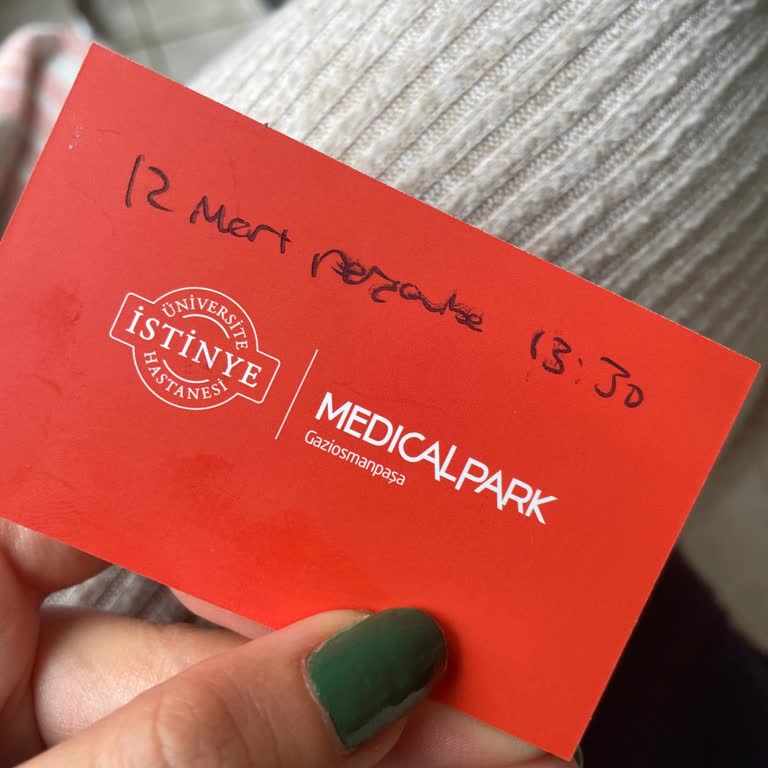 12 Mart 13:30
ÜNİVERSİTE
İSTİNYE
HASTANESİ
MEDICALPARK
Gaziosmanpaşa